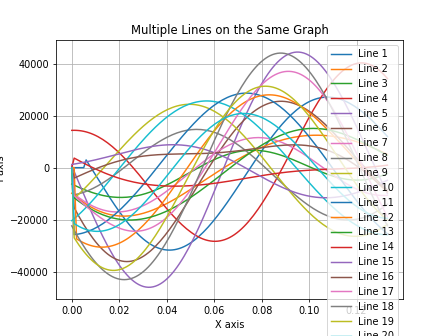 Multiple Lines on the Same Graph
40000
20000
0
−20000
−40000
0.00
0.02
0.04
0.06
0.08
0.10
X axis
Line 1
Line 2
Line 3
Line 4
Line 5
Line 6
Line 7
Line 8
Line 9
Line 10
Line 11
Line 12
Line 13
Line 14
Line 15
Line 16
Line 17
Line 18
Line 19
Line 20